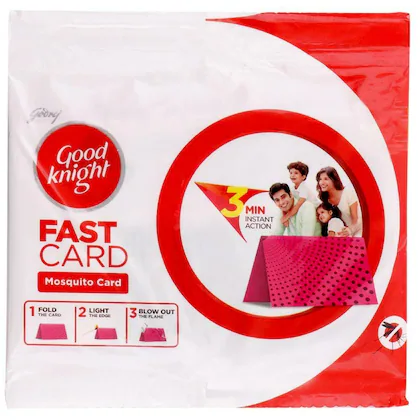 Godrej
Good
knight
FAST
CARD
Mosquito Card
1 FOLD
THE CARD
2 LIGHT
THE EDGE
3 BLOW OUT
THE FLAME
3 MIN
INSTANT
ACTION